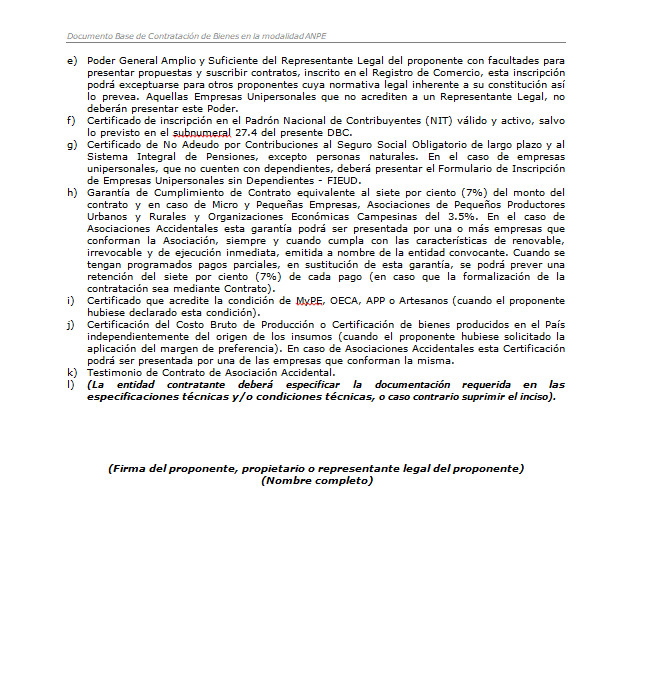 Documento Base de Contratación de Bienes en la modalidad ANPE
e) Poder General Amplio y Suficiente del Representante Legal del proponente con facultades para
presentar propuestas y suscribir contratos, inscrito en el Registro de Comercio, esta inscripción
podrá exceptuarse para otros proponentes cuya normativa legal inherente a su constitución así
lo prevea. Aquellas Empresas Unipersonales que no acrediten a un Representante Legal, no
deberán presentar este Poder.
f) Certificado de inscripción en el Padrón Nacional de Contribuyentes (NIT) válido y activo, salvo
lo previsto en el subnumeral 27.4 del presente DBC.
g) Certificado de No Adeudo por Contribuciones al Seguro Social Obligatorio de largo plazo y al
Sistema Integral de Pensiones, excepto personas naturales. En el caso de empresas
unipersonales, que no cuenten con dependientes, deberá presentar el Formulario de Inscripción
de Empresas Unipersonales sin Dependientes - FIEUD.
h) Garantía de Cumplimiento de Contrato equivalente al siete por ciento (7%) del monto del
contrato y en caso de Micro y Pequeñas Empresas, Asociaciones de Pequeños Productores
Urbanos y Rurales y Organizaciones Económicas Campesinas del 3.5%. En el caso de
Asociaciones Accidentales esta garantía podrá ser presentada por una o más empresas que
conforman la Asociación, siempre y cuando cumpla con las características de renovable,
irrevocable y de ejecución inmediata, emitida a nombre de la entidad convocante. Cuando se
tengan programados pagos parciales, en sustitución de esta garantía, se podrá prever una
retención del siete por ciento (7%) de cada pago (en caso que la formalización de la
contratación sea mediante Contrato).
i) Certificado que acredite la condición de MyPE, OECA, APP o Artesanos (cuando el proponente
hubiese declarado esta condición).
j) Certificación del Costo Bruto de Producción o Certificación de bienes producidos en el País
independientemente del origen de los insumos (cuando el proponente hubiese solicitado la
aplicación del margen de preferencia). En caso de Asociaciones Accidentales esta Certificación
podrá ser presentada por una de las empresas que conforman la misma.
k) Testimonio de Contrato de Asociación Accidental.
l) (La entidad contratante deberá especificar la documentación requerida en las
especificaciones técnicas y/o condiciones técnicas, o caso contrario suprimir el inciso).
(Firma del proponente, propietario o representante legal del proponente)
(Nombre completo)